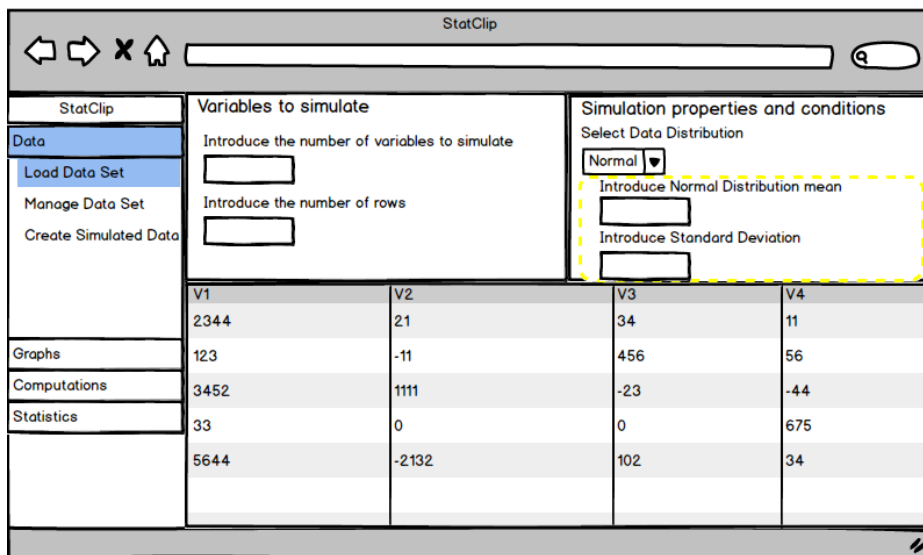 StatClip
StatClip
Data
Load Data Set
Manage Data Set
Create Simulated Data
Graphs
Computations
Statistics
Variables to simulate
Introduce the number of variables to simulate
Introduce the number of rows
Simulation properties and conditions
Select Data Distribution
Normal
Introduce Normal Distribution mean
Introduce Standard Deviation
V1 V2 V3 V4
2344 21 34 11
123 -11 456 56
3452 1111 -23 -44
33 0 0 675
5644 -2132 102 34